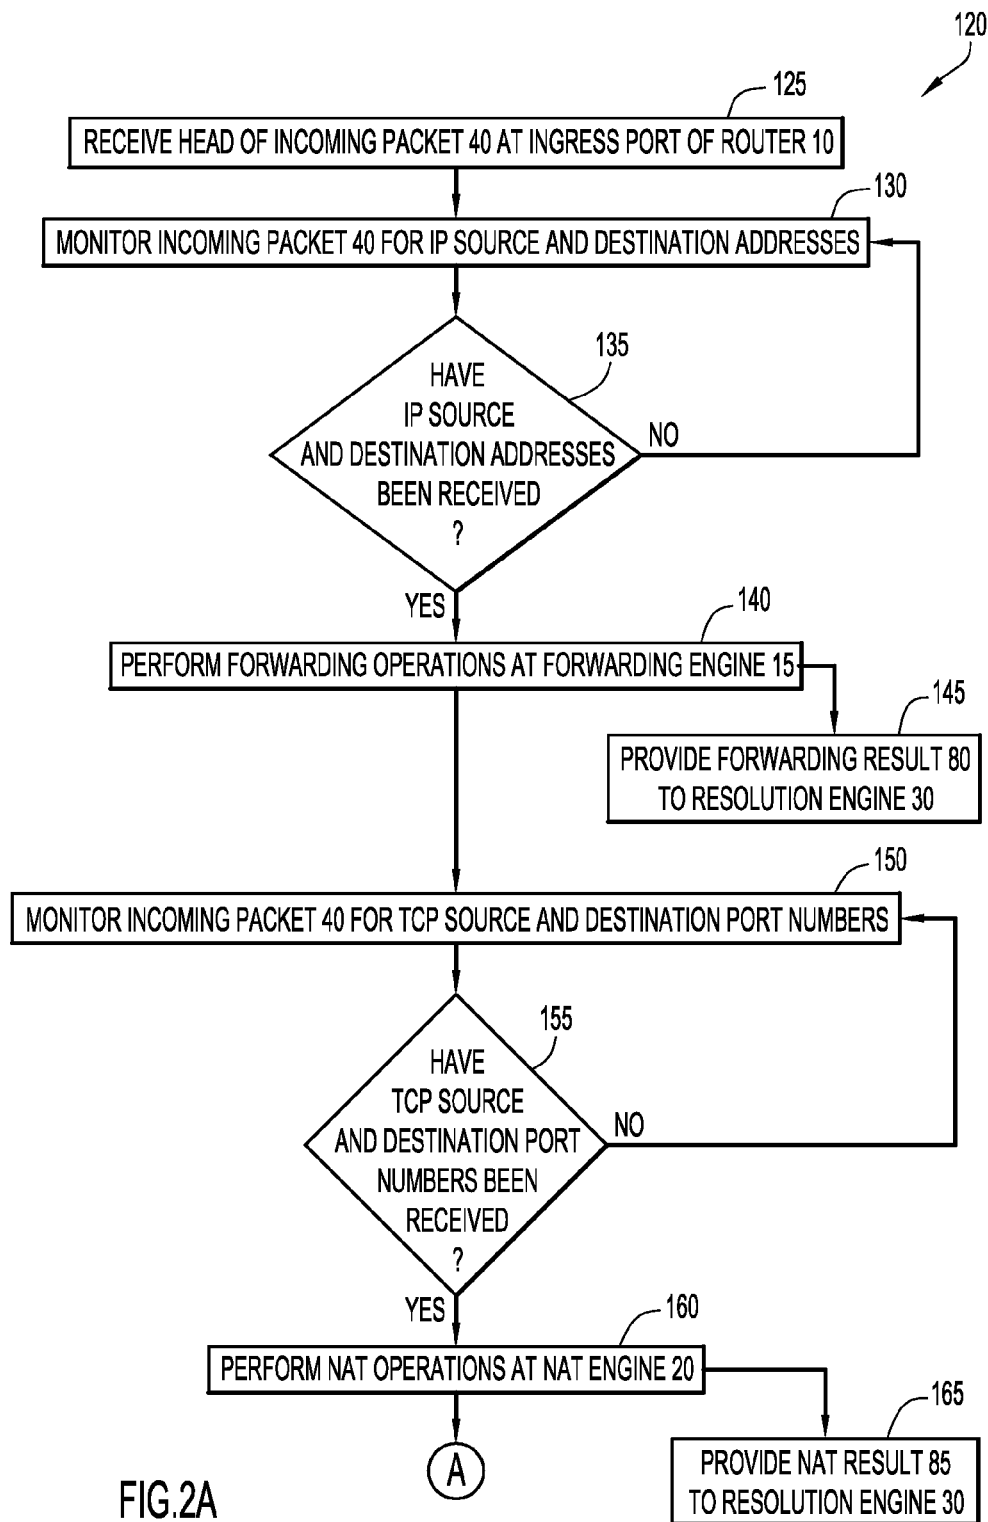 120
125
RECEIVE HEAD OF INCOMING PACKET 40 AT INGRESS PORT OF ROUTER 10
130
MONITOR INCOMING PACKET 40 FOR IP SOURCE AND DESTINATION ADDRESSES
135
HAVE
IP SOURCE
AND DESTINATION ADDRESSES
BEEN RECEIVED
?
NO
YES
140
PERFORM FORWARDING OPERATIONS AT FORWARDING ENGINE 15
145
PROVIDE FORWARDING RESULT 80
TO RESOLUTION ENGINE 30
150
MONITOR INCOMING PACKET 40 FOR TCP SOURCE AND DESTINATION PORT NUMBERS
155
HAVE
TCP SOURCE
AND DESTINATION PORT
NUMBERS BEEN
RECEIVED
?
NO
YES
160
PERFORM NAT OPERATIONS AT NAT ENGINE 20
165
PROVIDE NAT RESULT 85
TO RESOLUTION ENGINE 30
A
FIG.2A